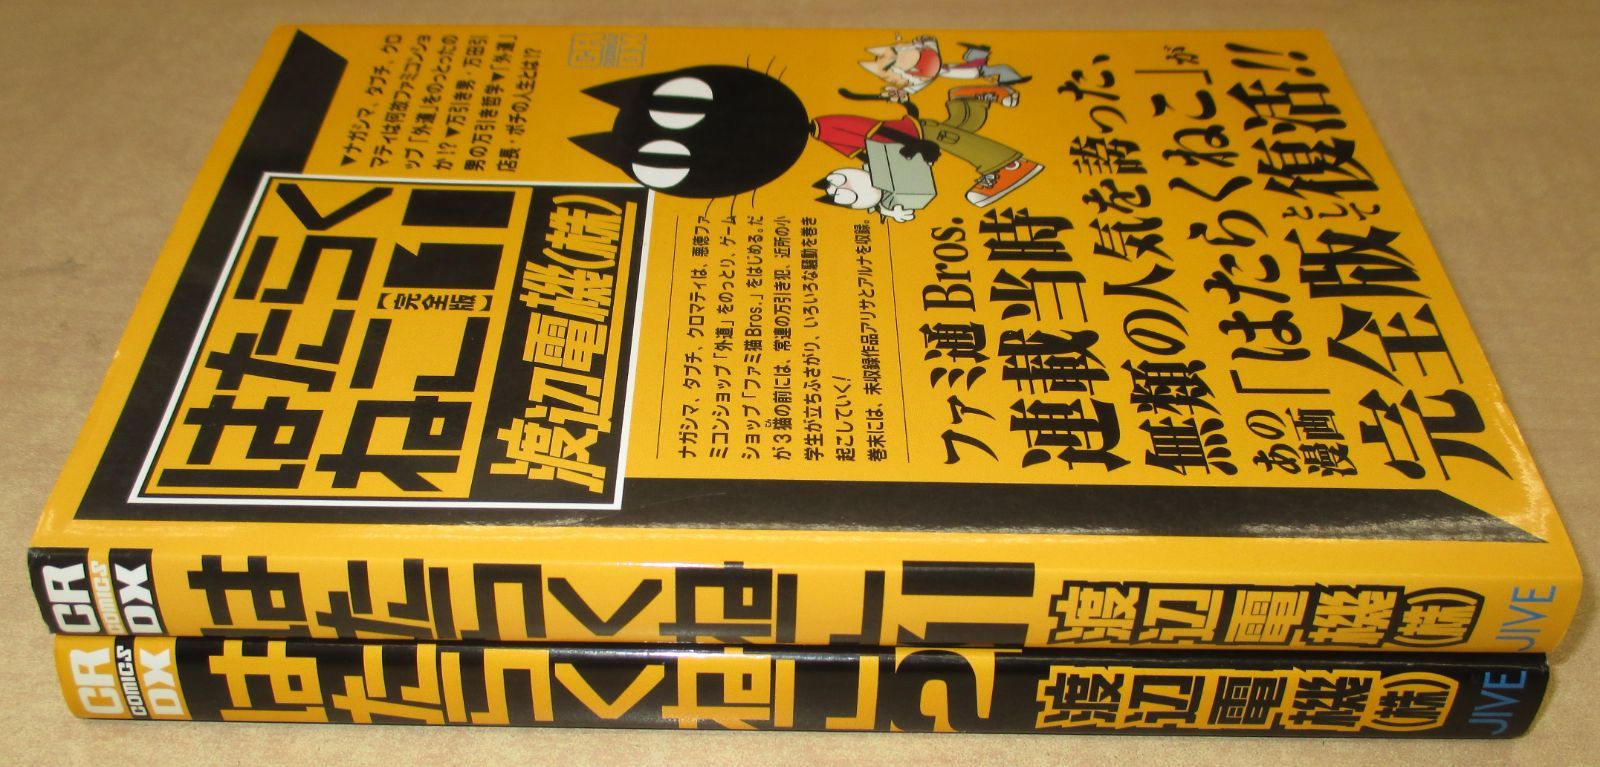 はたらく
ねこ 1
【完全版】
渡辺電機(株)
▼ナガシマ、タブチ、クロ
マティは何故ファミコンショ
ップ「外道」をのっとったの
か!?▼万引き男・万田引
男の万引き哲学▼「外道」
店長・ポチの人生とは!?
ナガシマ、タブチ、クロマティは、悪徳ファ
ミコンショップ「外道」をのっとり、ゲーム
ショップ「ファミ猫Bros.」をはじめる。だ
が3猫の前には、常連の万引き犯、近所の小
学生が立ちふさがり、いろいろな騒動を巻き
起こしていく!
巻末には、未収録作品アリサとアルナを収録。
ファミ通Bros.
連載当時
無類の人気を誇った、
あの漫画「はたらくねこ」が
完全版として復活!!
CR
COMICS
DX
はたらくねこ 1
渡辺電機(株)
JIVE
CR
COMICS
DX
はたらくねこ 2
渡辺電機(株)
JIVE